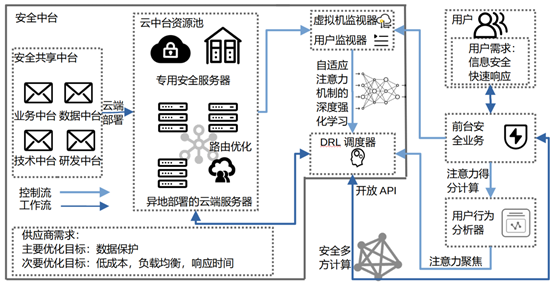 安全中台
安全共享中台
业务中台
数据中台
技术中台
研发中台
云端
部署
云中台资源池
专用安全服务器
路由优化
异地部署的云端服务器
虚拟机监视器
用户监视器
自适应
注意力
机制的
深度强
化学习
DRL 调度器
开放 API
用户
用户需求：
信息安全
快速响应
前台安
全业务
注意力得
分计算
用户行为
分析器
注意力聚焦
安全多
方计算
控制流
工作流
供应商需求：
主要优化目标：数据保护
次要优化目标：低成本，负载均衡，响应时间